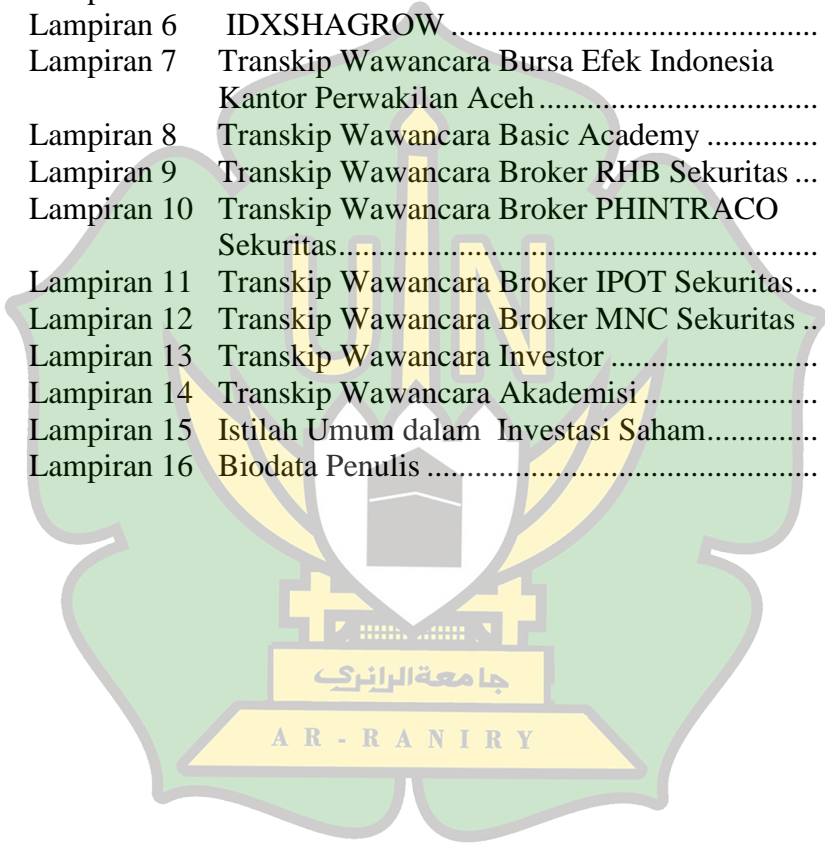 Lampiran 6 IDXSHAGROW ........................................
Lampiran 7 Transkip Wawancara Bursa Efek Indonesia
Kantor Perwakilan Aceh ..............................
Lampiran 8 Transkip Wawancara Basic Academy ..............
Lampiran 9 Transkip Wawancara Broker RHB Sekuritas ...
Lampiran 10 Transkip Wawancara Broker PHINTRACO
Sekuritas....................................................
Lampiran 11 Transkip Wawancara Broker IPOT Sekuritas...
Lampiran 12 Transkip Wawancara Broker MNC Sekuritas ..
Lampiran 13 Transkip Wawancara Investor ......................
Lampiran 14 Transkip Wawancara Akademisi ...................
Lampiran 15 Istilah Umum dalam Investasi Saham.............
Lampiran 16 Biodata Penulis ..........................................
UIN
جامعة الرانري
AR-RANIRY